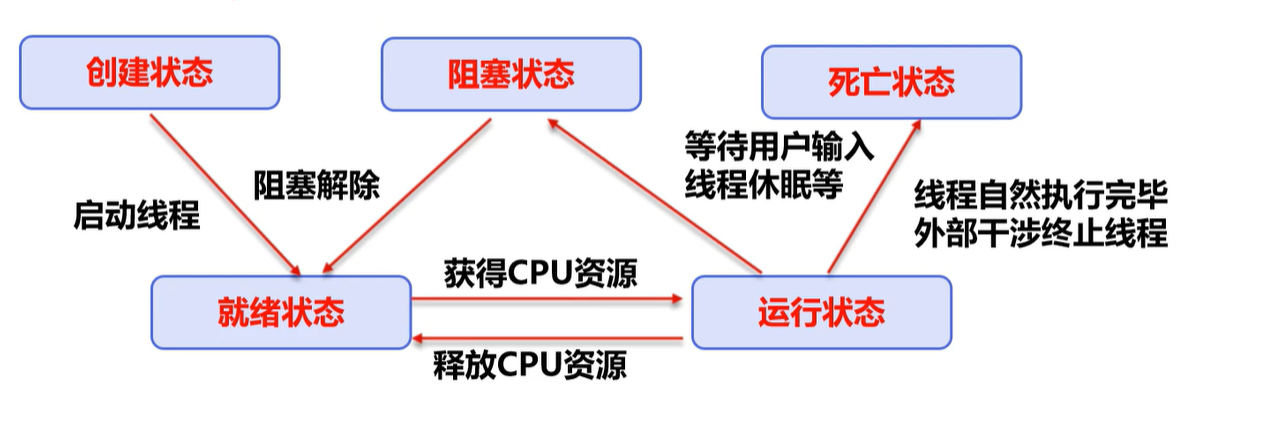 创建状态
阻塞状态
死亡状态
等待用户输入
线程休眠等
阻塞解除
启动线程
线程自然执行完毕
外部干涉终止线程
获得CPU资源
就绪状态
运行状态
释放CPU资源